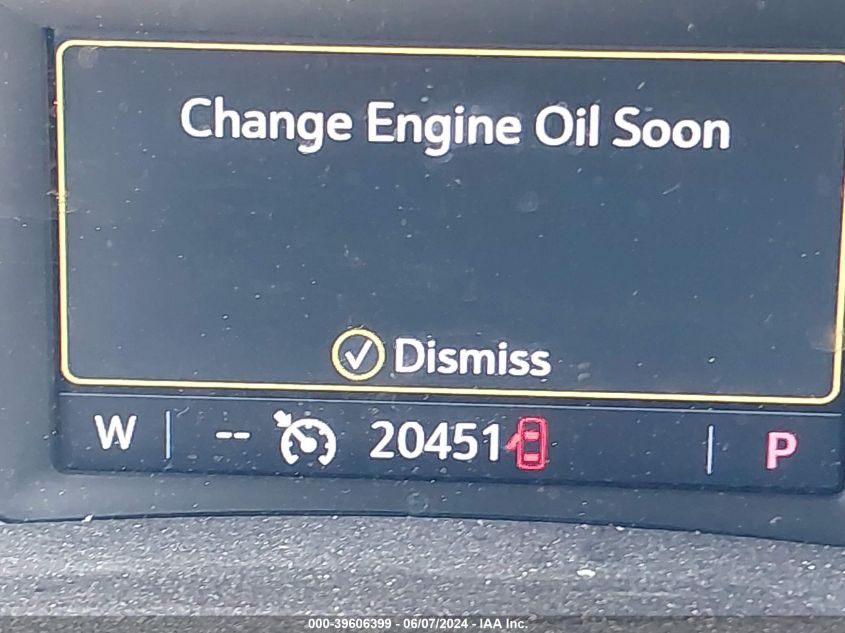 Change Engine Oil Soon
Dismiss
W -- 20451 P
000-39606399 - 06/07/2024 - IAA Inc.